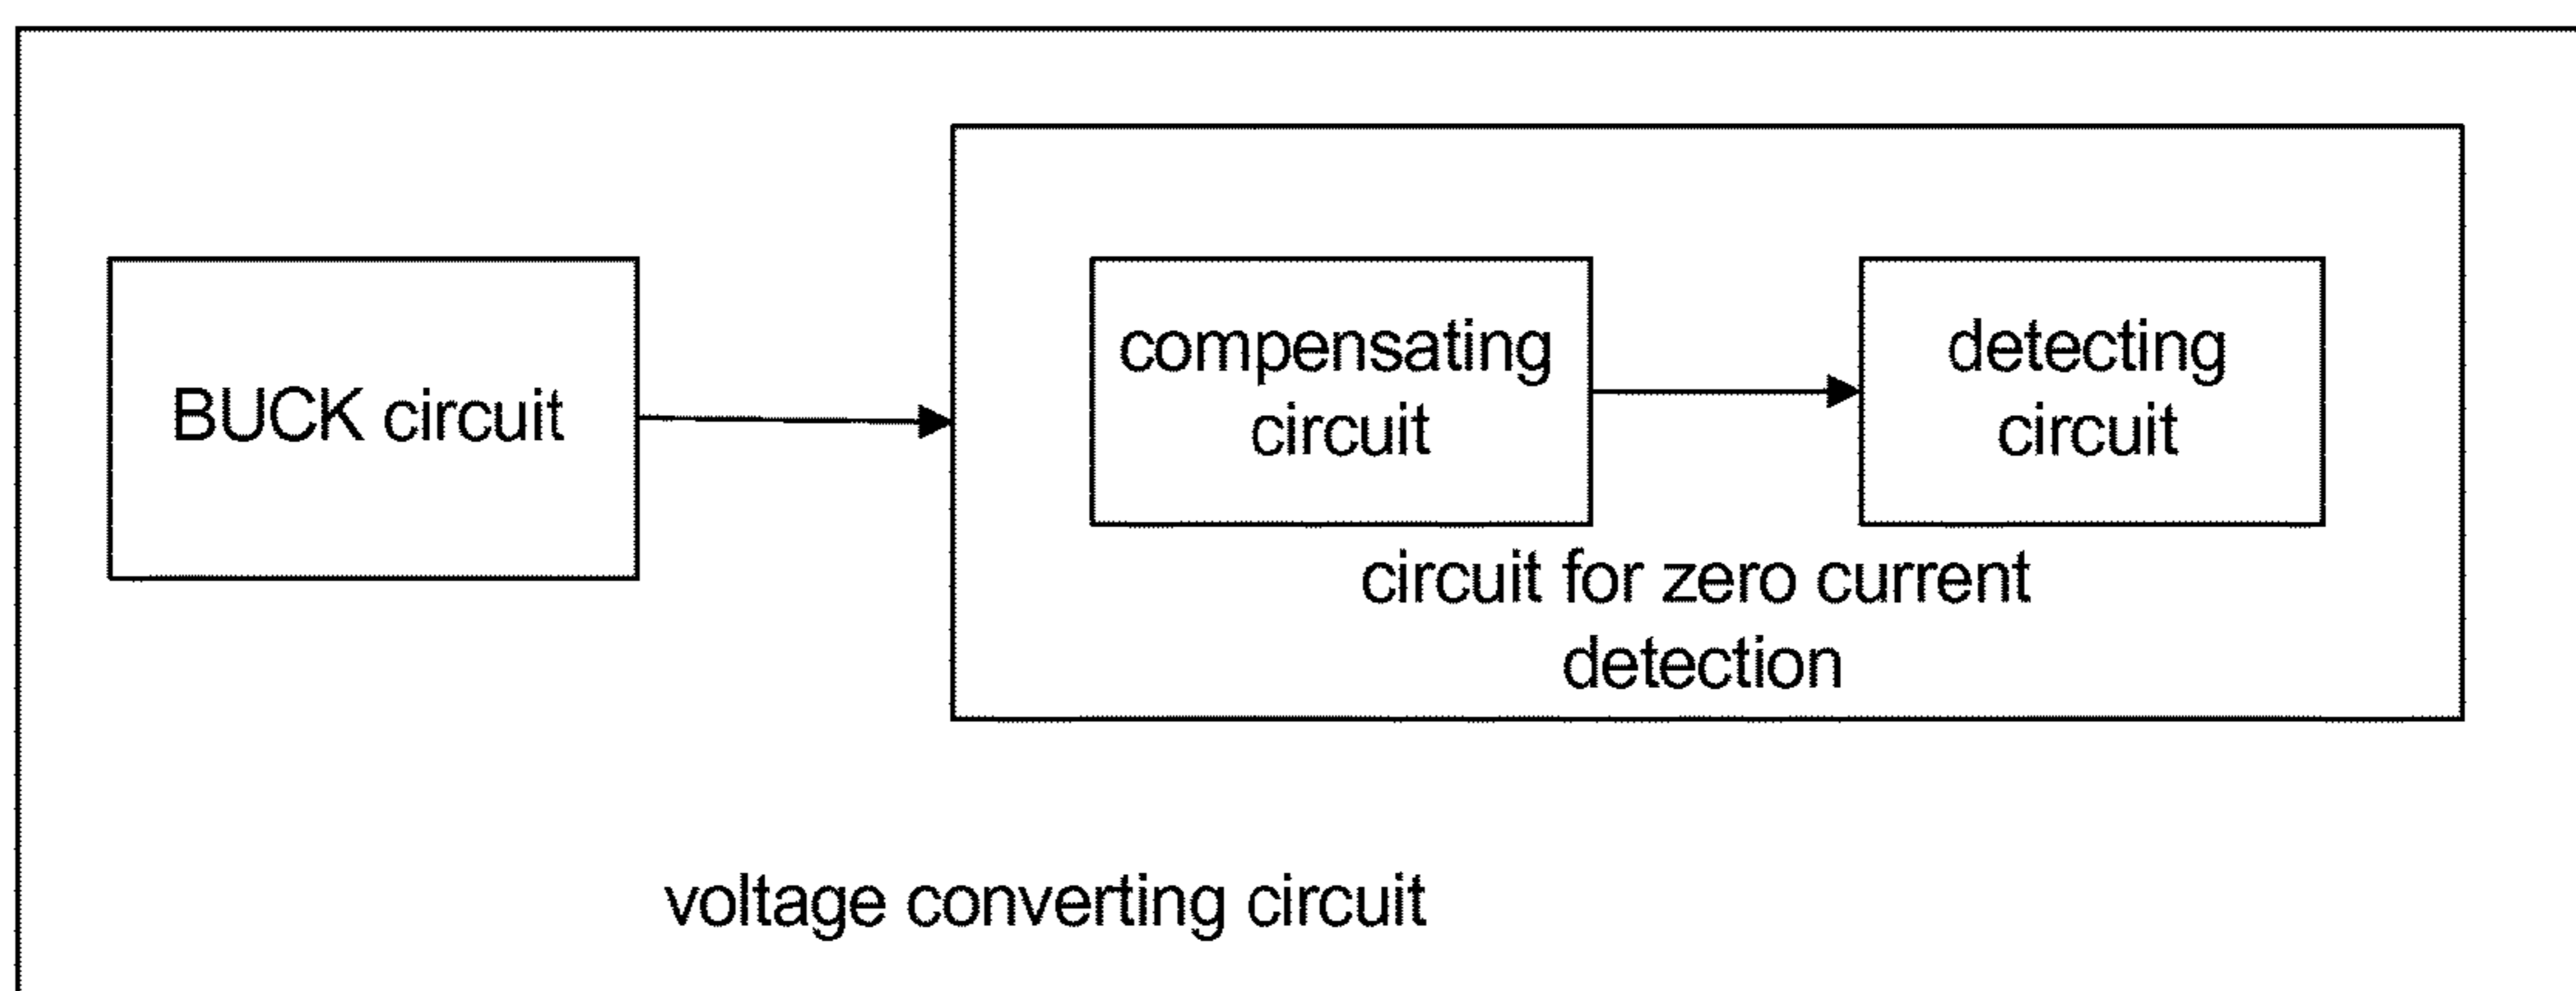 BUCK circuit
compensating
circuit
detecting
circuit
circuit for zero current
detection
voltage converting circuit